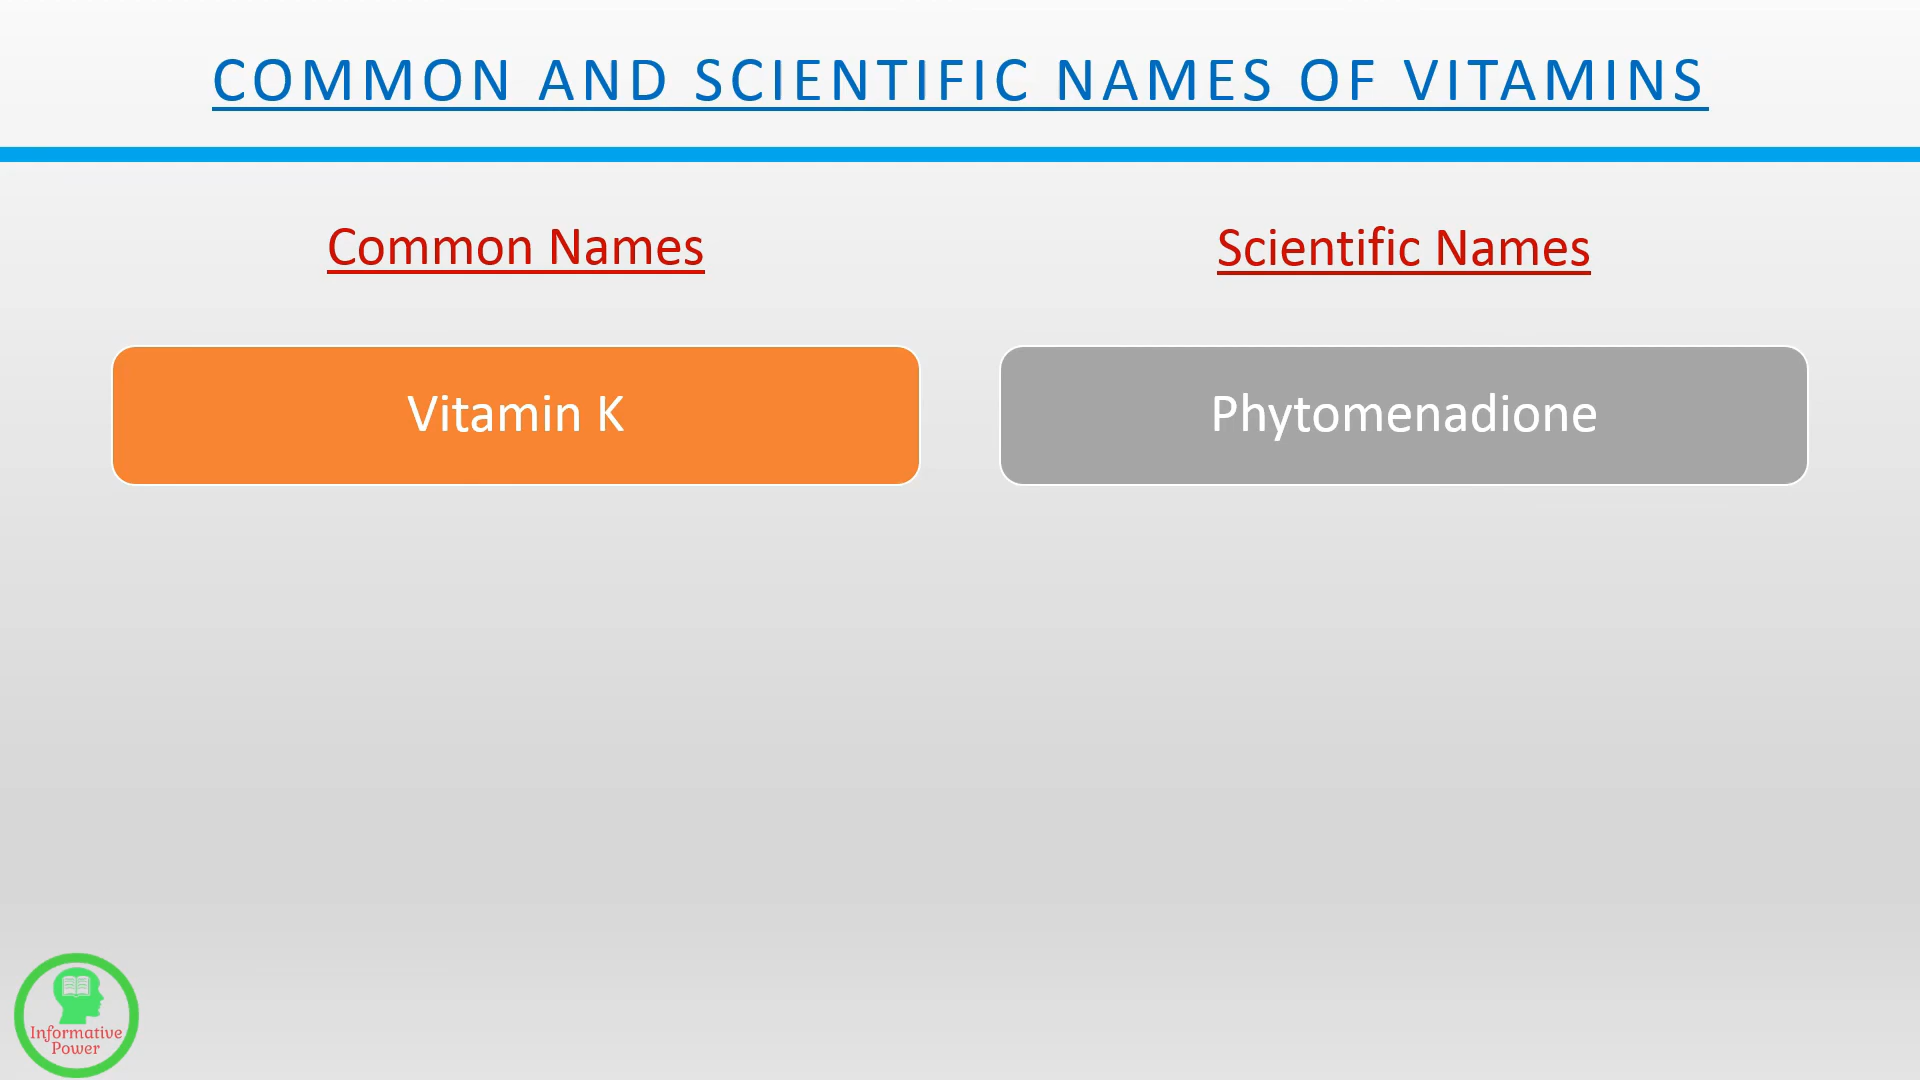 COMMON AND SCIENTIFIC NAMES OF VITAMINS
Common Names
Scientific Names
Vitamin K
Phytomenadione
Informative
Power